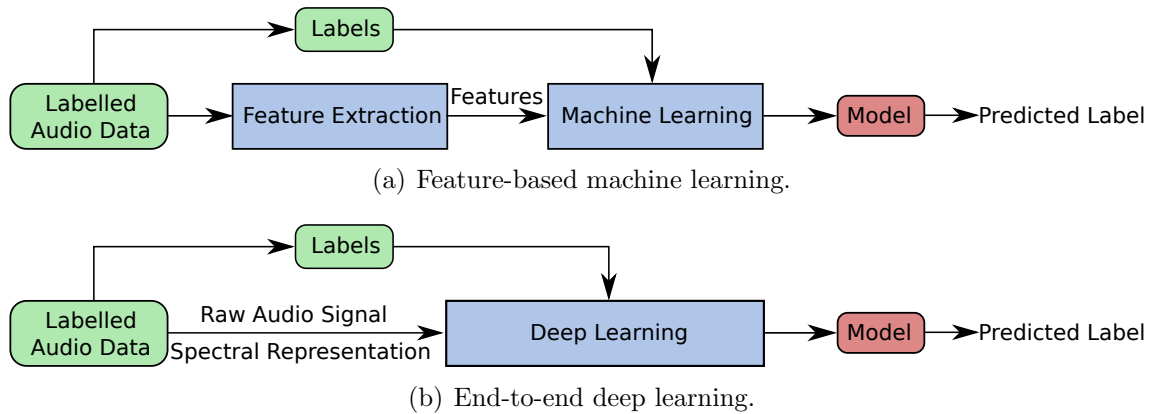 Labels
Labelled
Audio Data
Feature Extraction
Features
Machine Learning
Model
Predicted Label
(a) Feature-based machine learning.
Labels
Labelled
Audio Data
Raw Audio Signal
Spectral Representation
Deep Learning
Model
Predicted Label
(b) End-to-end deep learning.